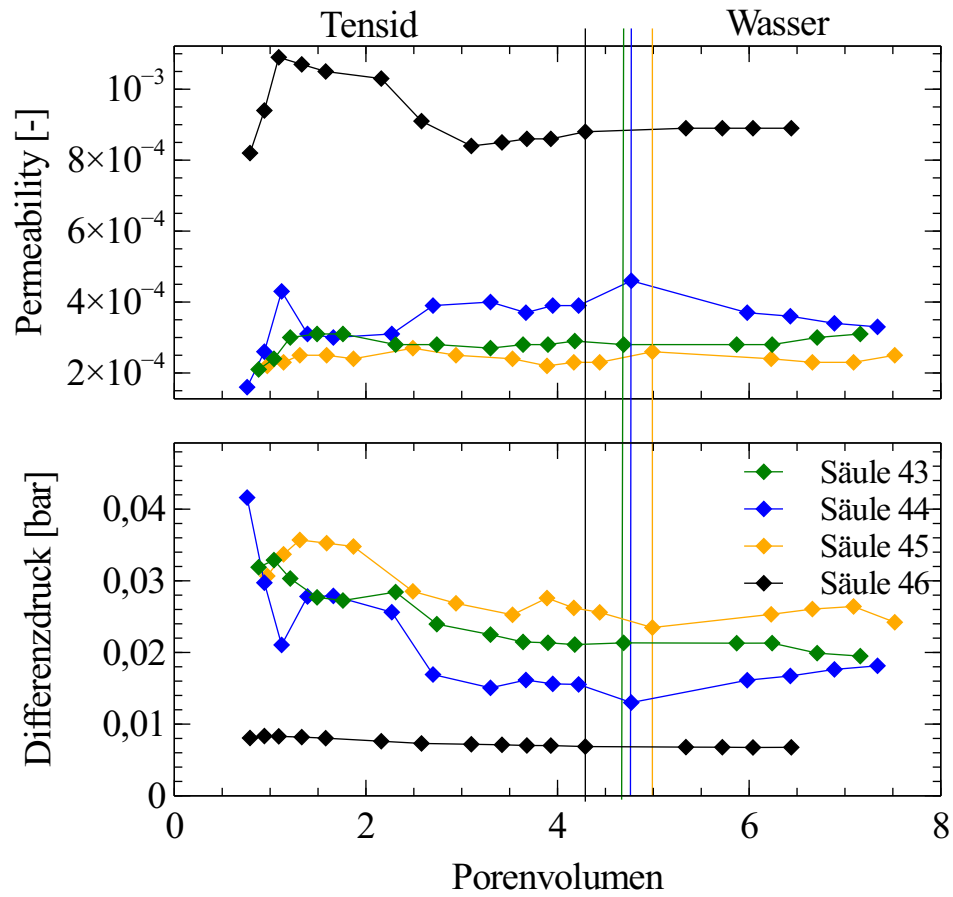 Tensid Wasser
Permeability [-]
10⁻³
8×10⁻⁴
6×10⁻⁴
4×10⁻⁴
2×10⁻⁴
Differenzdruck [bar]
0,04
0,03
0,02
0,01
0
Säule 43
Säule 44
Säule 45
Säule 46
0 2 4 6 8
Porenvolumen